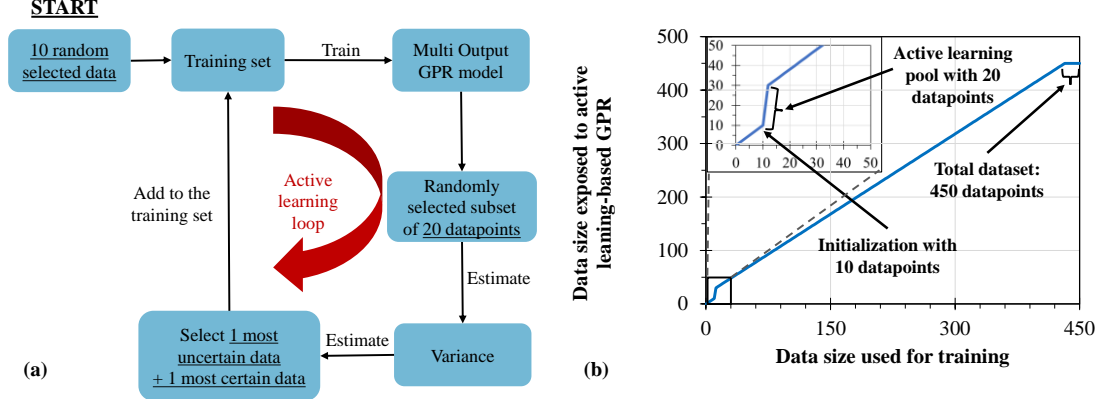 START
10 random
selected data
Training set
Train
Multi Output
GPR model
Add to the
training set
Active
learning
loop
Randomly
selected subset
of 20 datapoints
Estimate
Select 1 most
uncertain data
+ 1 most certain data
Estimate
Variance
(a)
Data size exposed to active
leaning-based GPR
500
400
300
200
100
0
50
40
30
20
10
0
0 10 20 30 40 50
Active learning
pool with 20
datapoints
Total dataset:
450 datapoints
Initialization with
10 datapoints
0 150 300 450
Data size used for training
(b)